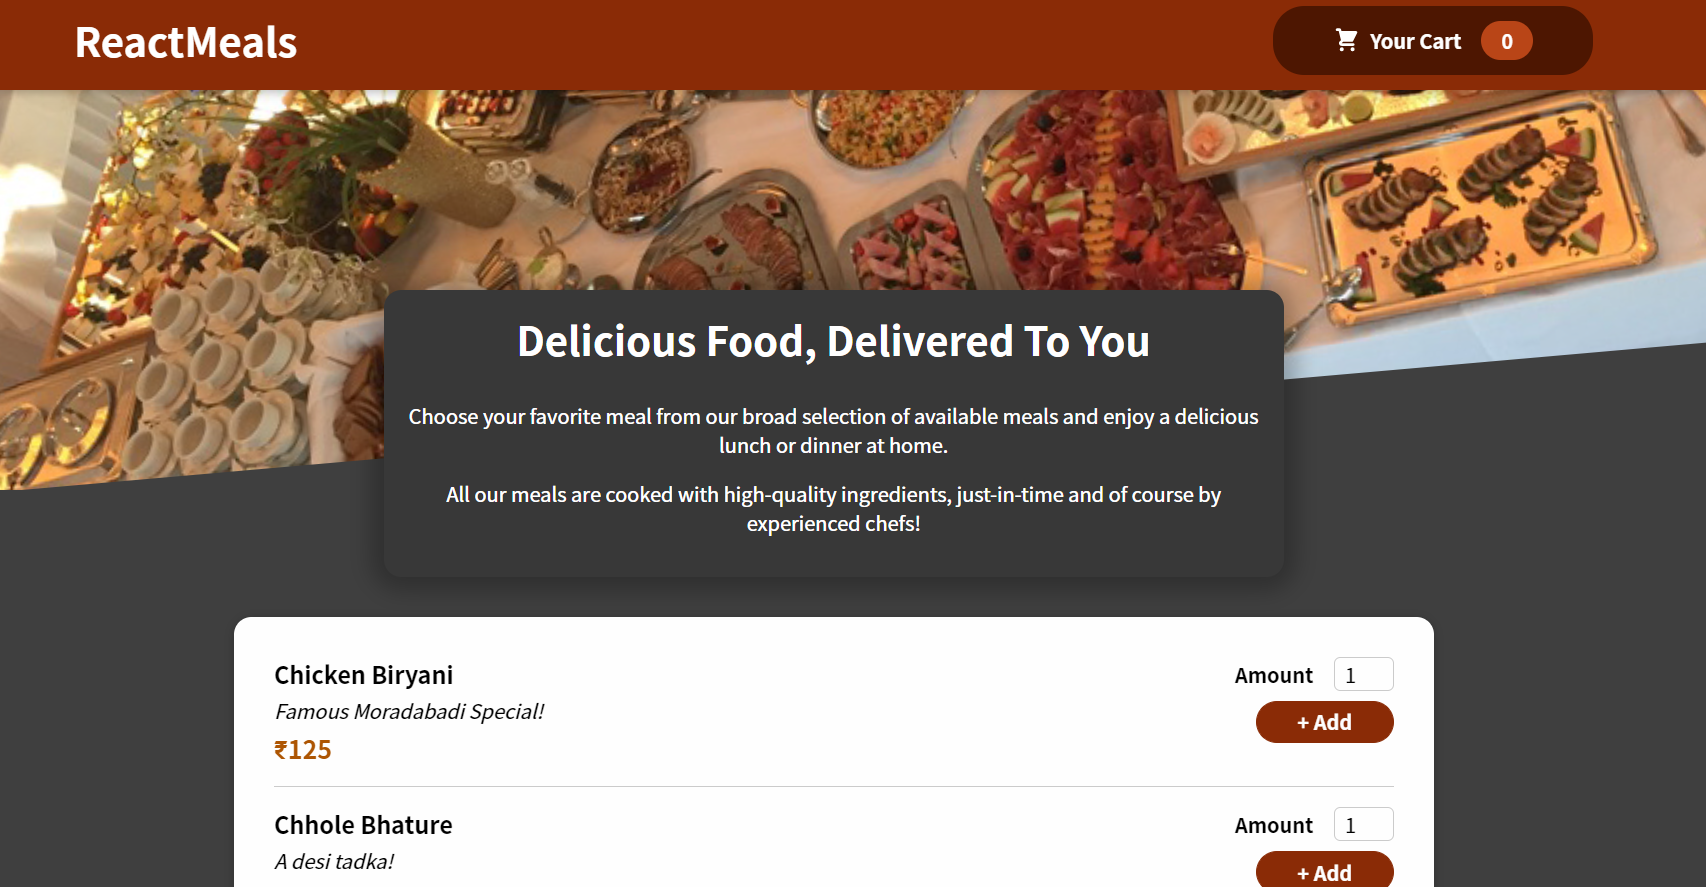 ReactMeals
Your Cart 0
Delicious Food, Delivered To You
Choose your favorite meal from our broad selection of available meals and enjoy a delicious
lunch or dinner at home.
All our meals are cooked with high-quality ingredients, just-in-time and of course by
experienced chefs!
Chicken Biryani
Amount 1
Famous Moradabadi Special!
+ Add
₹125
Chhole Bhature
Amount 1
A desi tadka!
+ Add